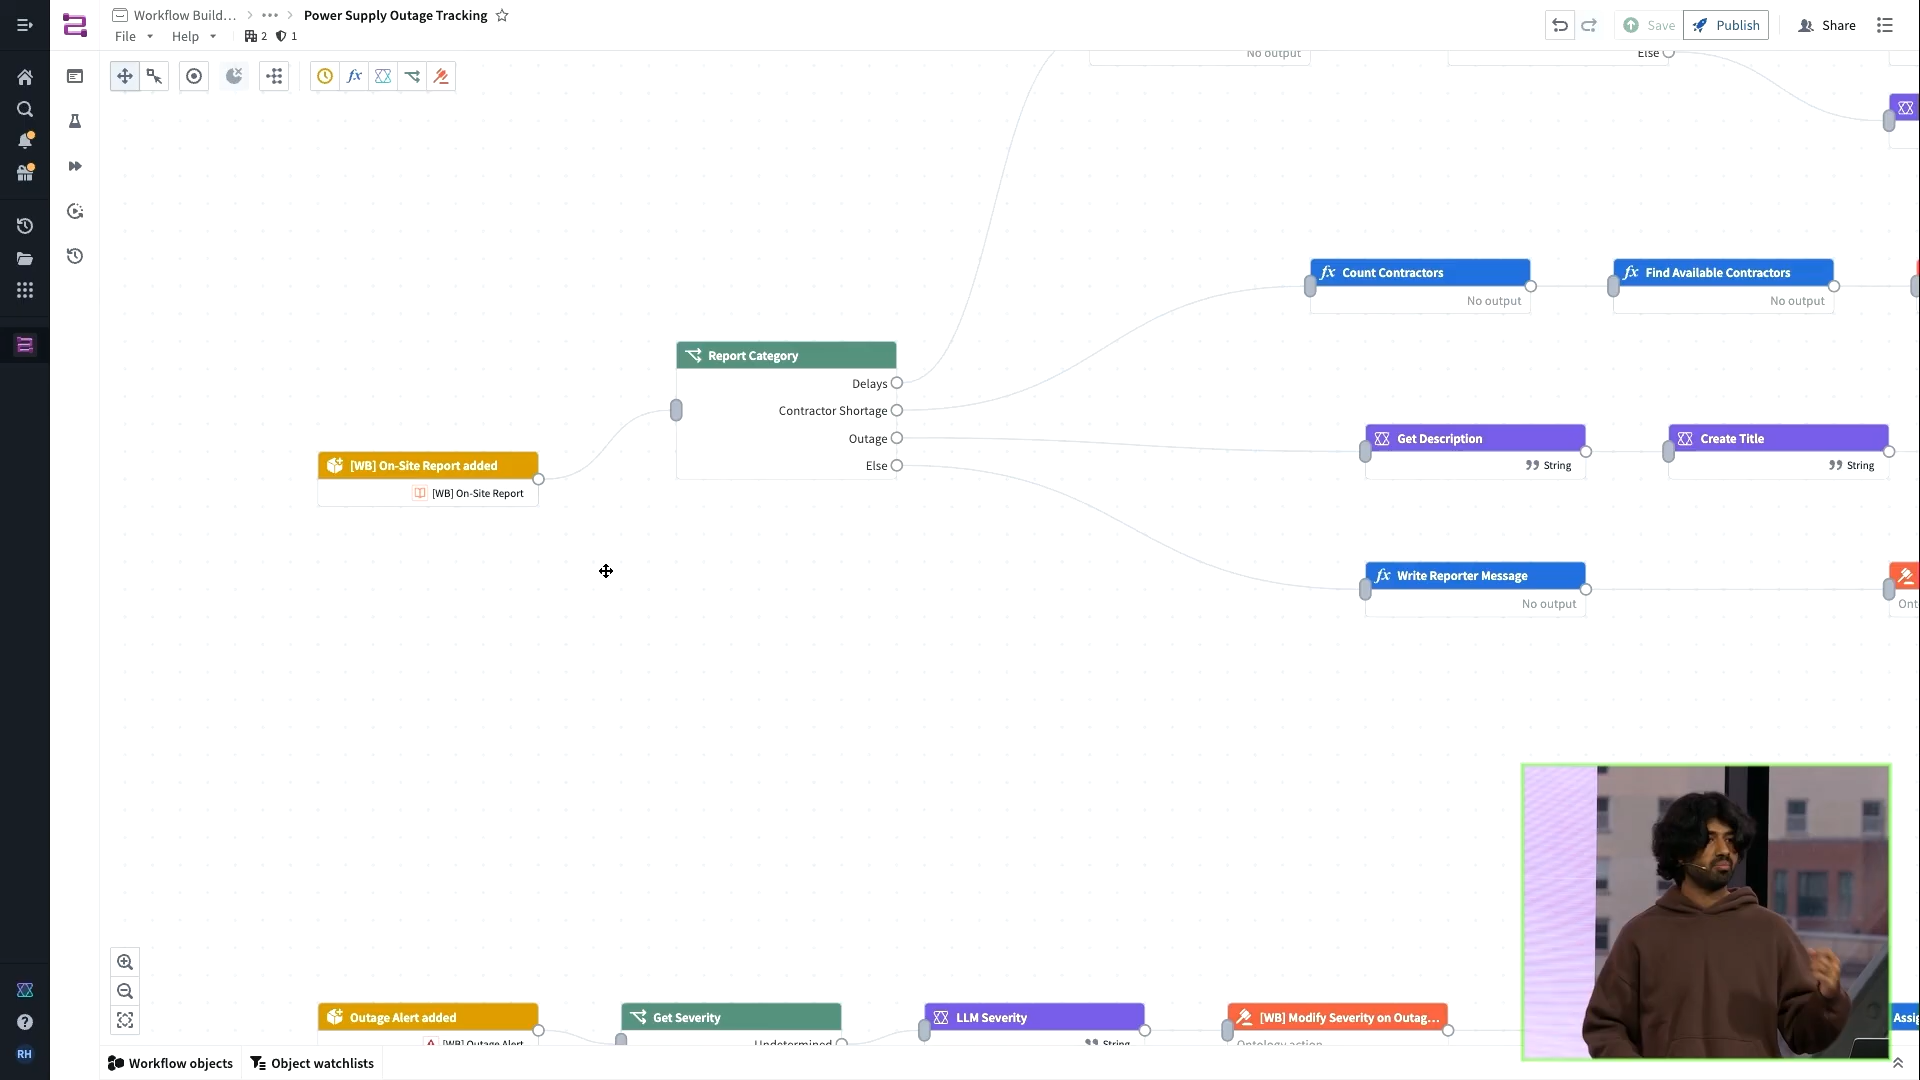 Workflow Build…
Power Supply Outage Tracking
File
Help
2
1
Save
Publish
Share
No output
Else
Count Contractors
No output
Find Available Contractors
No output
Report Category
Delays
Contractor Shortage
Outage
Else
[WB] On-Site Report added
[WB] On-Site Report
Get Description
String
Create Title
String
Write Reporter Message
No output
Ont
Outage Alert added
[WB] Outage Alert
Get Severity
Undetermined
LLM Severity
String
[WB] Modify Severity on Outag…
Ontology action
Assig
RH
Workflow objects
Object watchlists